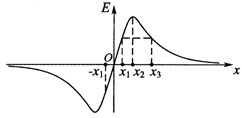 E
O
-x₁ x₁ x₂ x₃ x